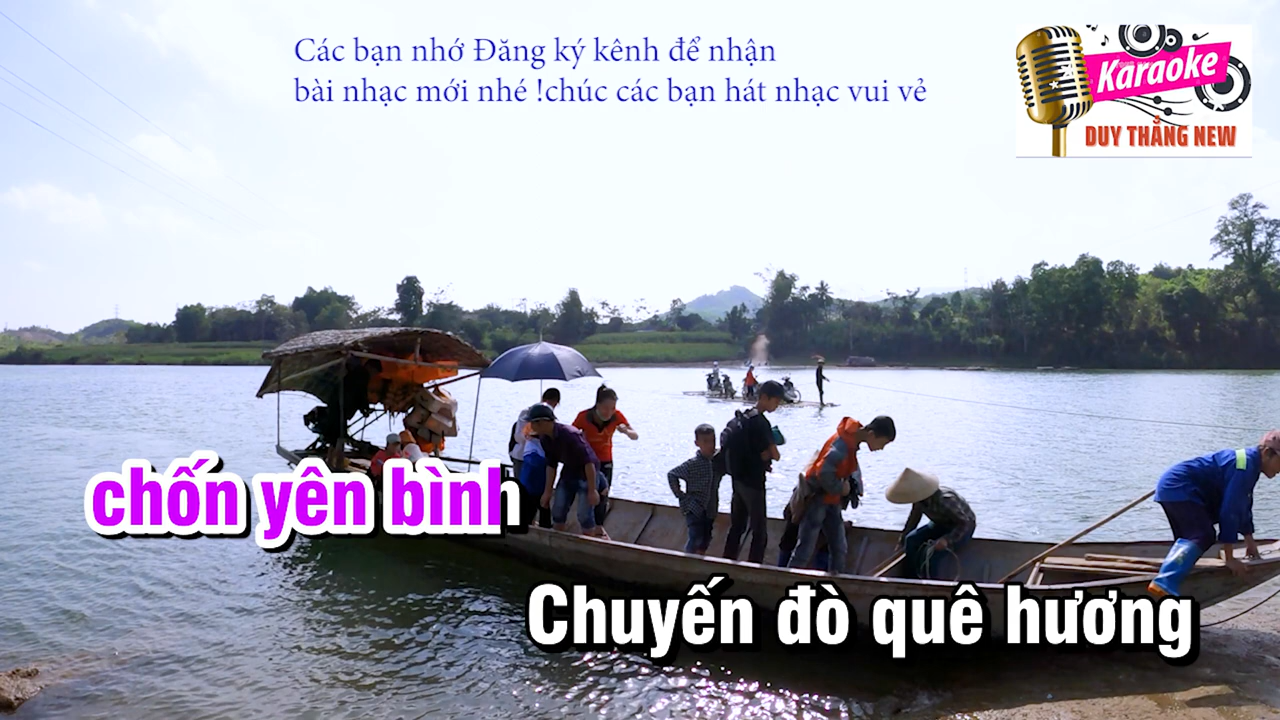 Các bạn nhớ Đăng ký kênh để nhận
bài nhạc mới nhé !chúc các bạn hát nhạc vui vẻ
Karaoke
DUY THẮNG NEW
chốn yên bình
Chuyến đò quê hương